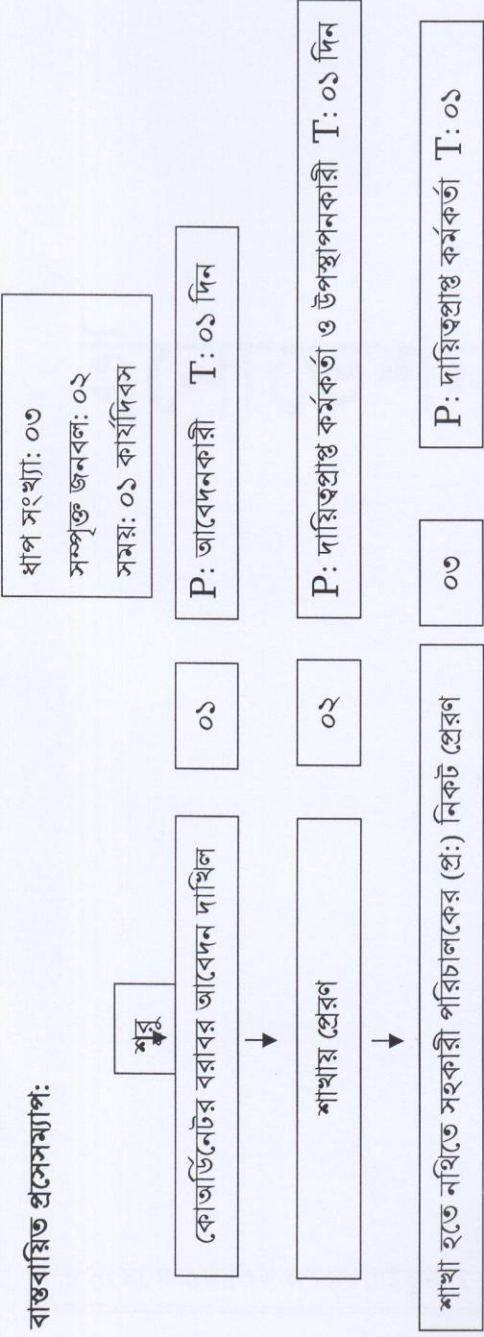 বাস্তবায়িত প্রসেসম্যাপ:
ধাপ সংখ্যা: ০৩
সম্পৃক্ত জনবল: ০২
সময়: ০১ কার্যদিবস
শুরু
কোঅর্ডিনেটর বরাবর আবেদন দাখিল
০১
P: আবেদনকারী T: ০১ দিন
শাখায় প্রেরণ
০২
P: দায়িত্বপ্রাপ্ত কর্মকর্তা ও উপস্থাপনকারী T: ০১ দিন
শাখা হতে নথিতে সহকারী পরিচালকের (প্র:) নিকট প্রেরণ
০৩
P: দায়িত্বপ্রাপ্ত কর্মকর্তা T: ০১